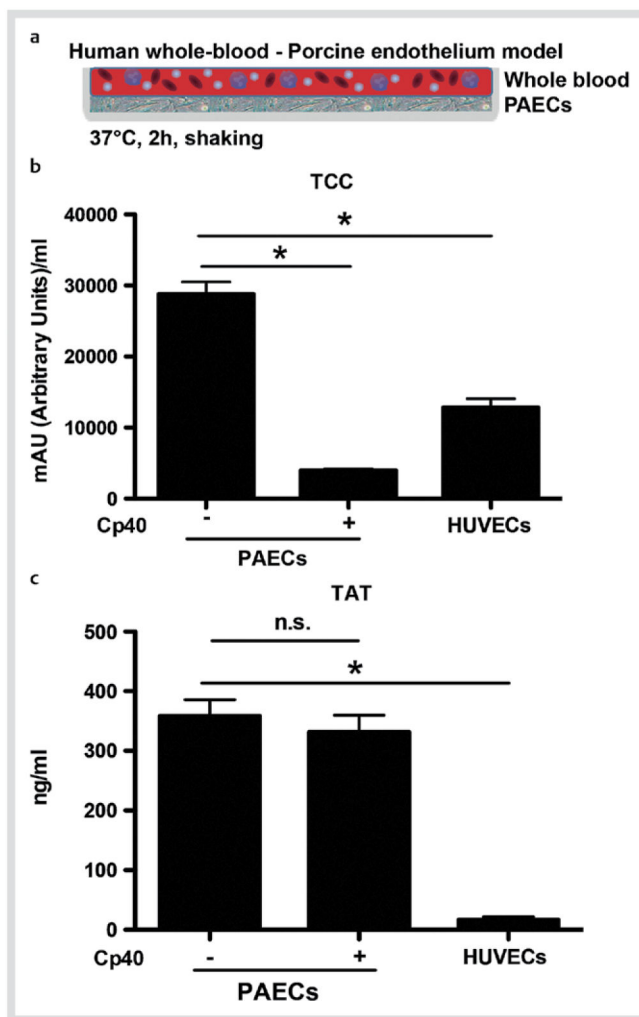 a
Human whole-blood - Porcine endothelium model
Whole blood
PAECs
37°C, 2h, shaking
b
TCC
mAU (Arbitrary Units)/ml
40000
30000
20000
10000
0
*
*
Cp40
-
+
HUVECs
PAECs
c
TAT
ng/ml
500
400
300
200
100
0
n.s.
*
Cp40
-
+
HUVECs
PAECs